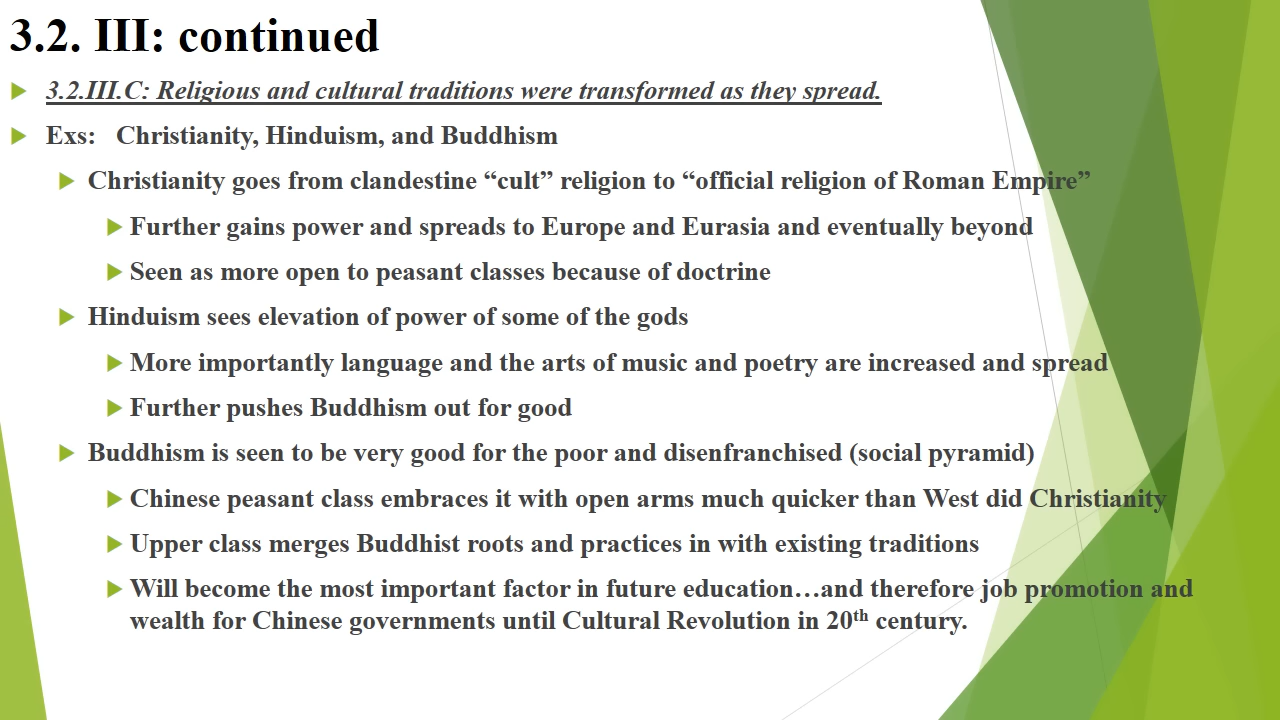 3.2. III: continued
3.2.III.C: Religious and cultural traditions were transformed as they spread.
Exs: Christianity, Hinduism, and Buddhism
Christianity goes from clandestine “cult” religion to “official religion of Roman Empire”
Further gains power and spreads to Europe and Eurasia and eventually beyond
Seen as more open to peasant classes because of doctrine
Hinduism sees elevation of power of some of the gods
More importantly language and the arts of music and poetry are increased and spread
Further pushes Buddhism out for good
Buddhism is seen to be very good for the poor and disenfranchised (social pyramid)
Chinese peasant class embraces it with open arms much quicker than West did Christianity
Upper class merges Buddhist roots and practices in with existing traditions
Will become the most important factor in future education…and therefore job promotion and
wealth for Chinese governments until Cultural Revolution in 20th century.